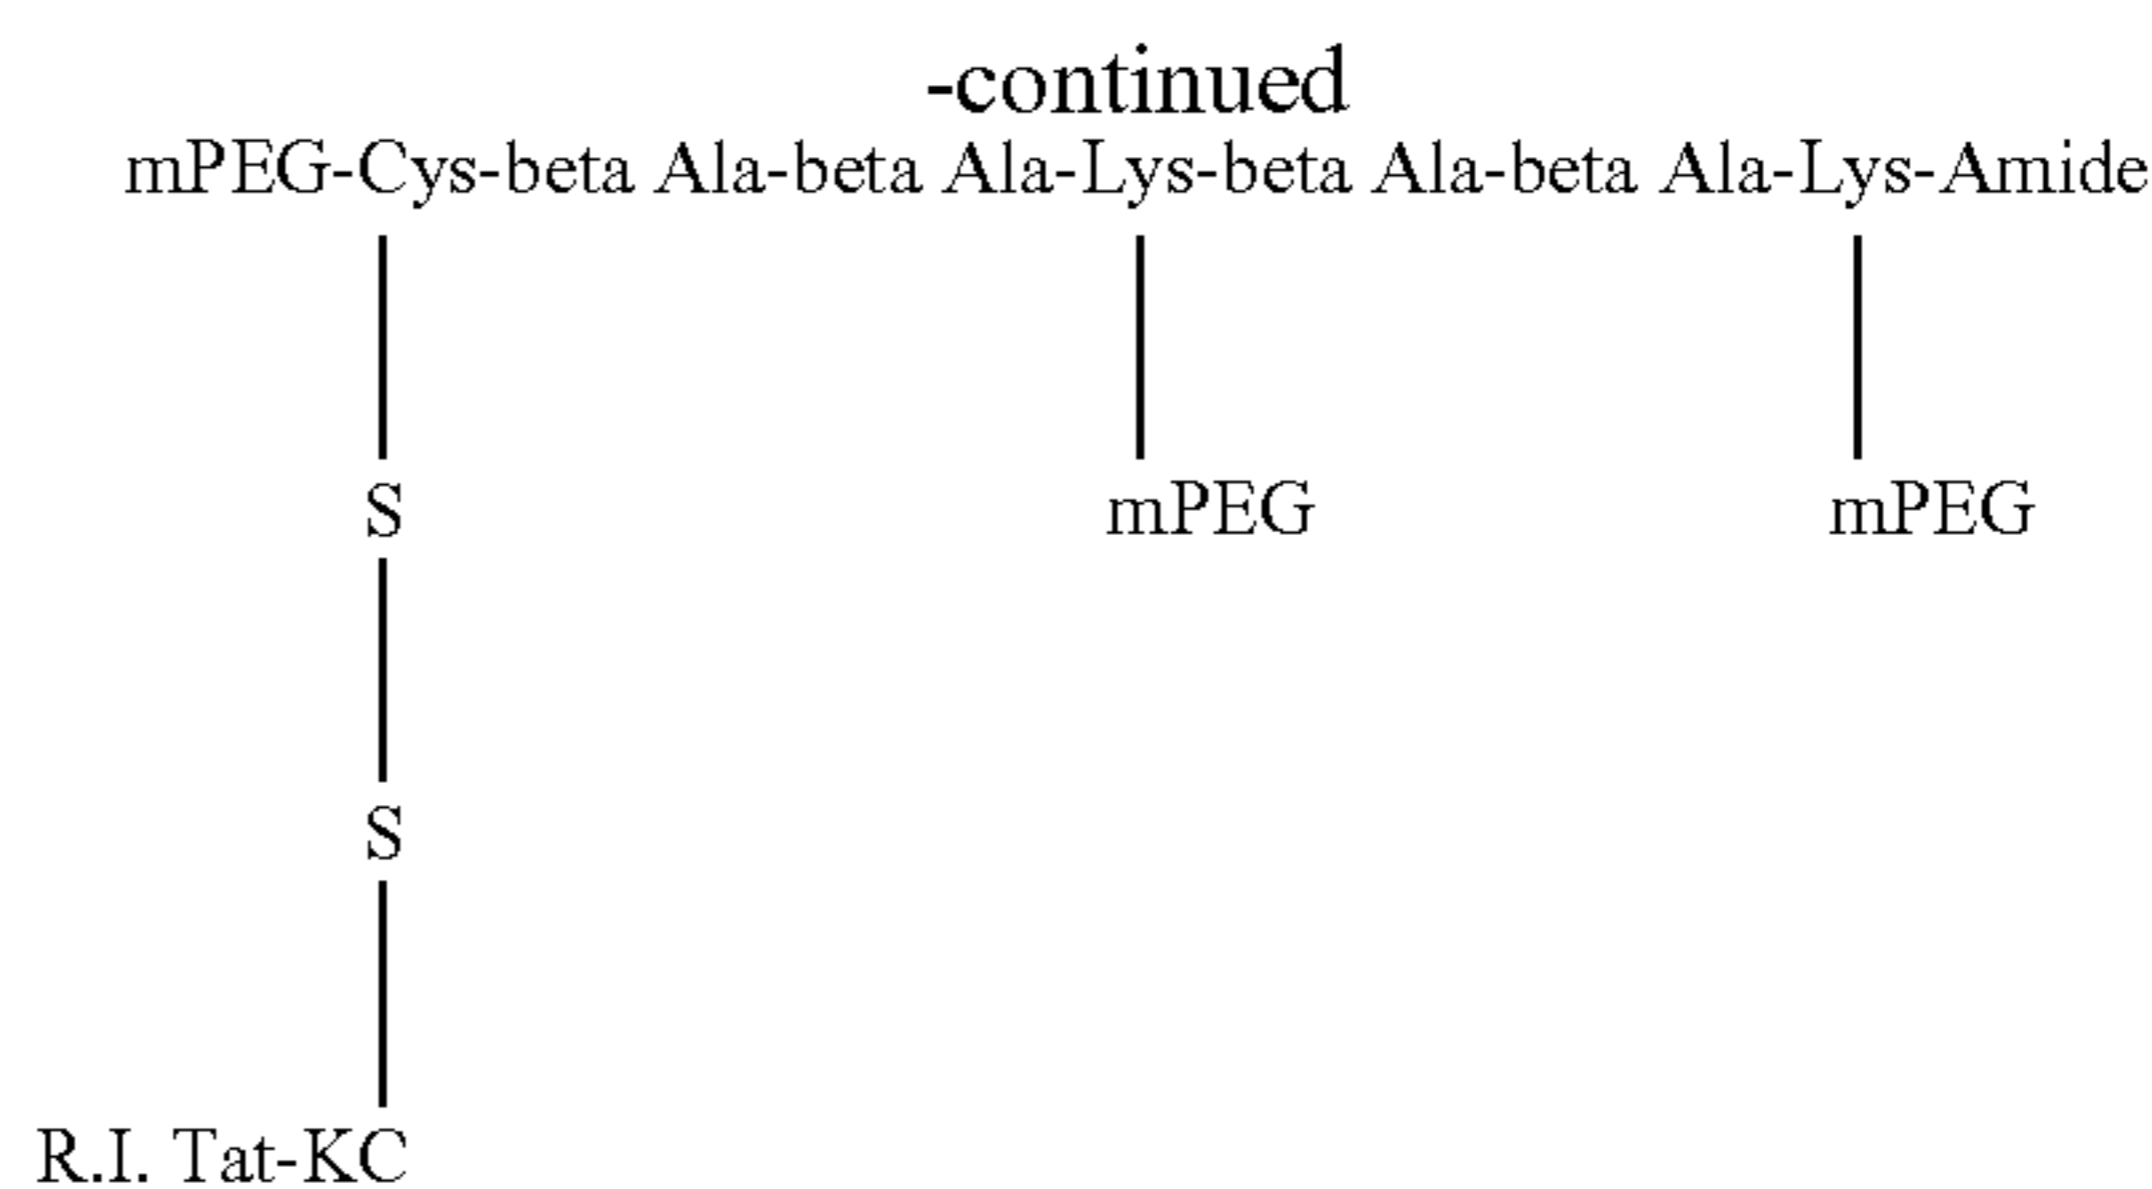 -continued
mPEG-Cys-beta Ala-beta Ala-Lys-beta Ala-beta Ala-Lys-Amide
S mPEG mPEG
S
R.I. Tat-KC